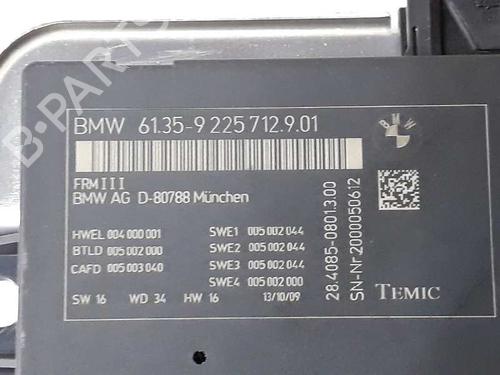 BMW 61.35-9 225 712.9.01
FRM III
BMW AG D-80788 München
HWEL 004 000 001
BTLD 005 002 000
CAFD 005 003 040
SWE1 005 002 044
SWE2 005 002 044
SWE3 005 002 044
SWE4 005 002 000
SW 16 WD 34 HW 16 13/10/09
28.4085-0801.3.00
SN-Nr 2000050612
TEMIC
B-PARTS